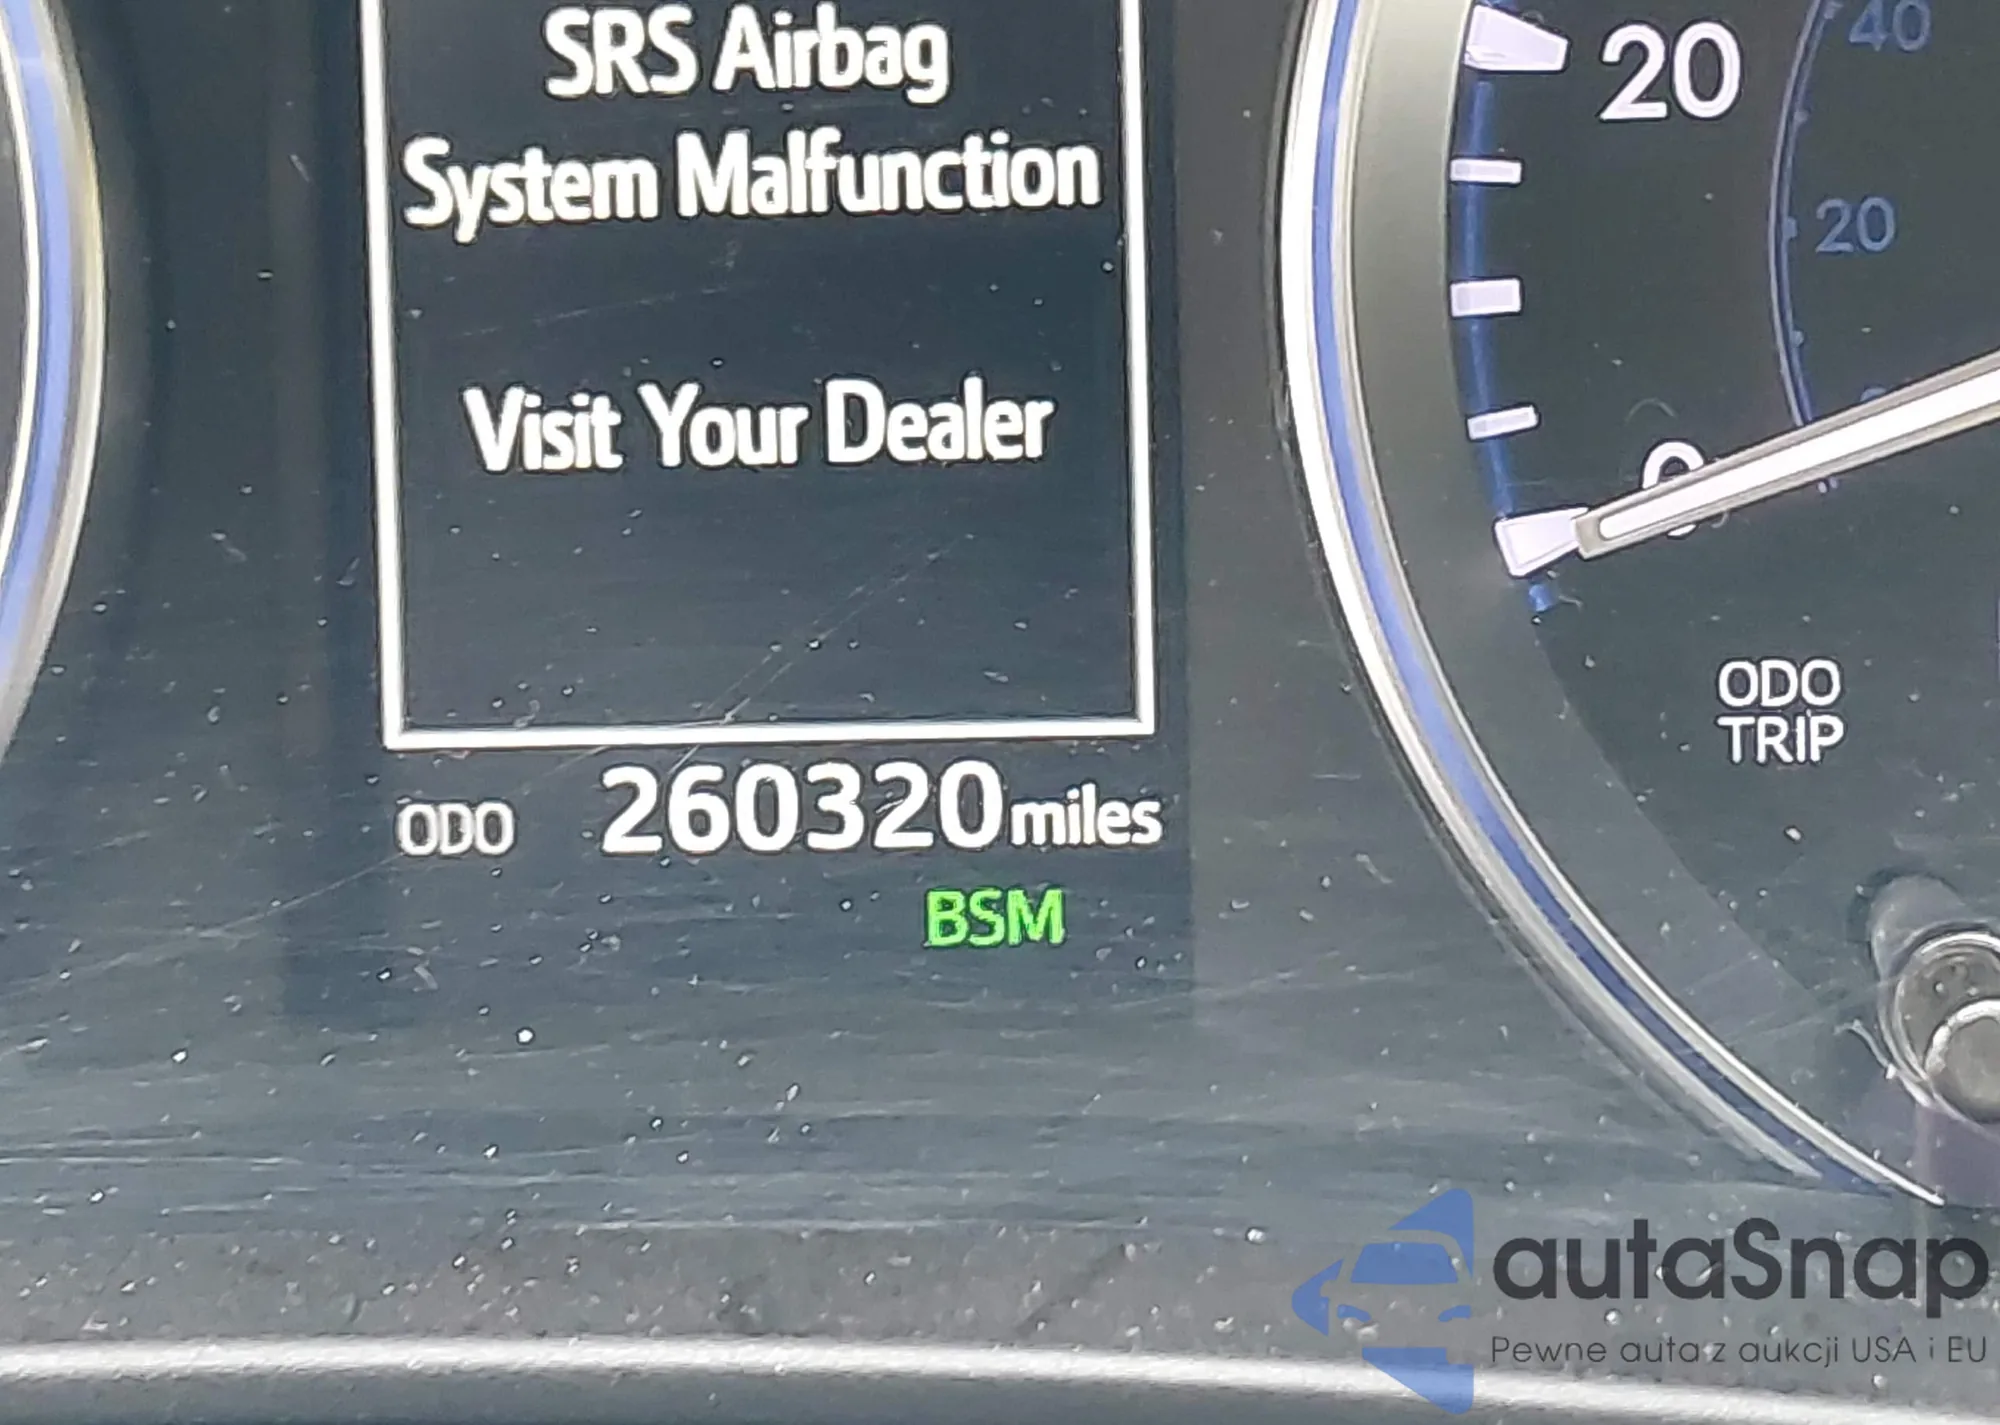 SRS Airbag
System Malfunction
Visit Your Dealer
ODO 260320 miles
BSM
20
0
40
20
ODO
TRIP
autaSnap
Pewne auta z aukcji USA i EU